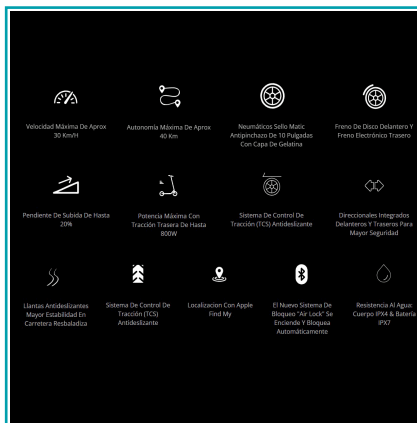 Velocidad Máxima De Aprox
30 Km/H
Autonomía Máxima De Aprox
40 Km
Neumáticos Sello Matic
Antipinchazo De 10 Pulgadas
Con Capa De Gelatina
Freno De Disco Delantero Y
Freno Electrónico Trasero
Pendiente De Subida De Hasta
20%
Potencia Máxima Con
Tracción Trasera De Hasta
800W
Sistema De Control De
Tracción (TCS) Antideslizante
Direccionales Integrados
Delanteros Y Traseros Para
Mayor Seguridad
Llantas Antideslizantes
Mayor Estabilidad En
Carretera Resbaladiza
Sistema De Control De
Tracción (TCS)
Antideslizante
Localizacion Con Apple
Find My
El Nuevo Sistema De
Bloqueo "Air Lock" Se
Enciende Y Bloquea
Automáticamente
Resistencia Al Agua:
Cuerpo IPX4 & Batería
IPX7